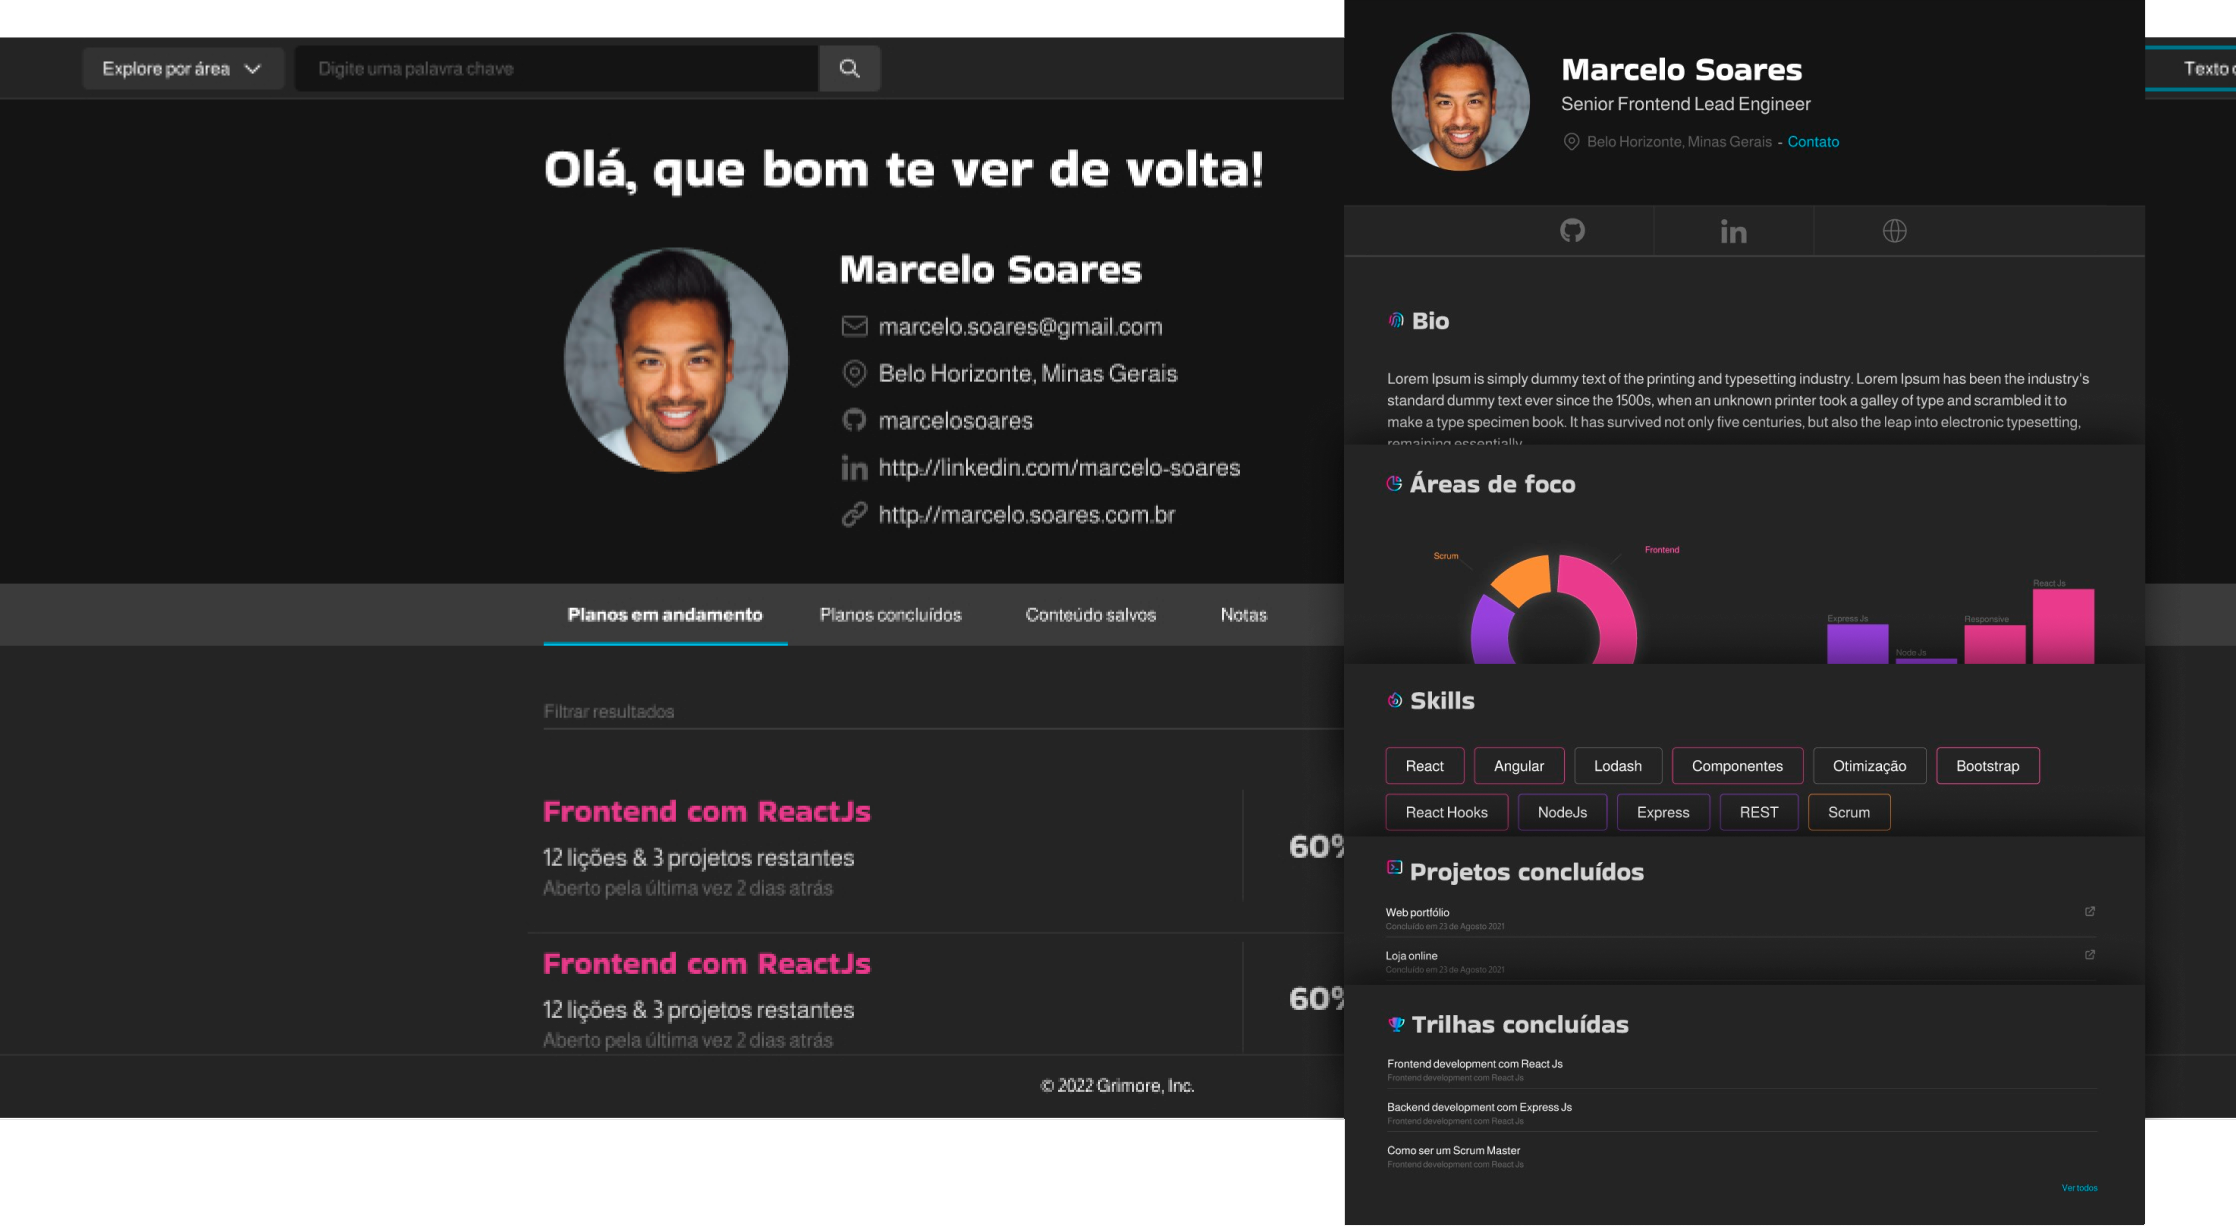 Explore por área
Digite uma palavra chave
Olá, que bom te ver de volta!
Marcelo Soares
marcelo.soares@gmail.com
Belo Horizonte, Minas Gerais
marcelosoares
http://linkedin.com/marcelo-soares
http://marcelo.soares.com.br
Planos em andamento
Planos concluídos
Conteúdo salvos
Notas
Filtrar resultados
Frontend com ReactJs
12 lições & 3 projetos restantes
Aberto pela última vez 2 dias atrás
60%
Frontend com ReactJs
12 lições & 3 projetos restantes
Aberto pela última vez 2 dias atrás
60%
© 2022 Grimore, Inc.
Marcelo Soares
Senior Frontend Lead Engineer
Belo Horizonte, Minas Gerais - Contato
in
Bio
Lorem Ipsum is simply dummy text of the printing and typesetting industry. Lorem Ipsum has been the industry's
standard dummy text ever since the 1500s, when an unknown printer took a galley of type and scrambled it to
make a type specimen book. It has survived not only five centuries, but also the leap into electronic typesetting,
remaining essentially
Áreas de foco
Scrum
Frontend
Express Js
Node Js
Responsive
React Js
Skills
React
Angular
Lodash
Componentes
Otimização
Bootstrap
React Hooks
NodeJs
Express
REST
Scrum
Projetos concluídos
Web portfólio
Concluído em 23 de Agosto 2021
Loja online
Concluído em 23 de Agosto 2021
Trilhas concluídas
Frontend development com React Js
Frontend development com React Js
Backend development com Express Js
Frontend development com React Js
Como ser um Scrum Master
Frontend development com React Js
Ver todos
Texto